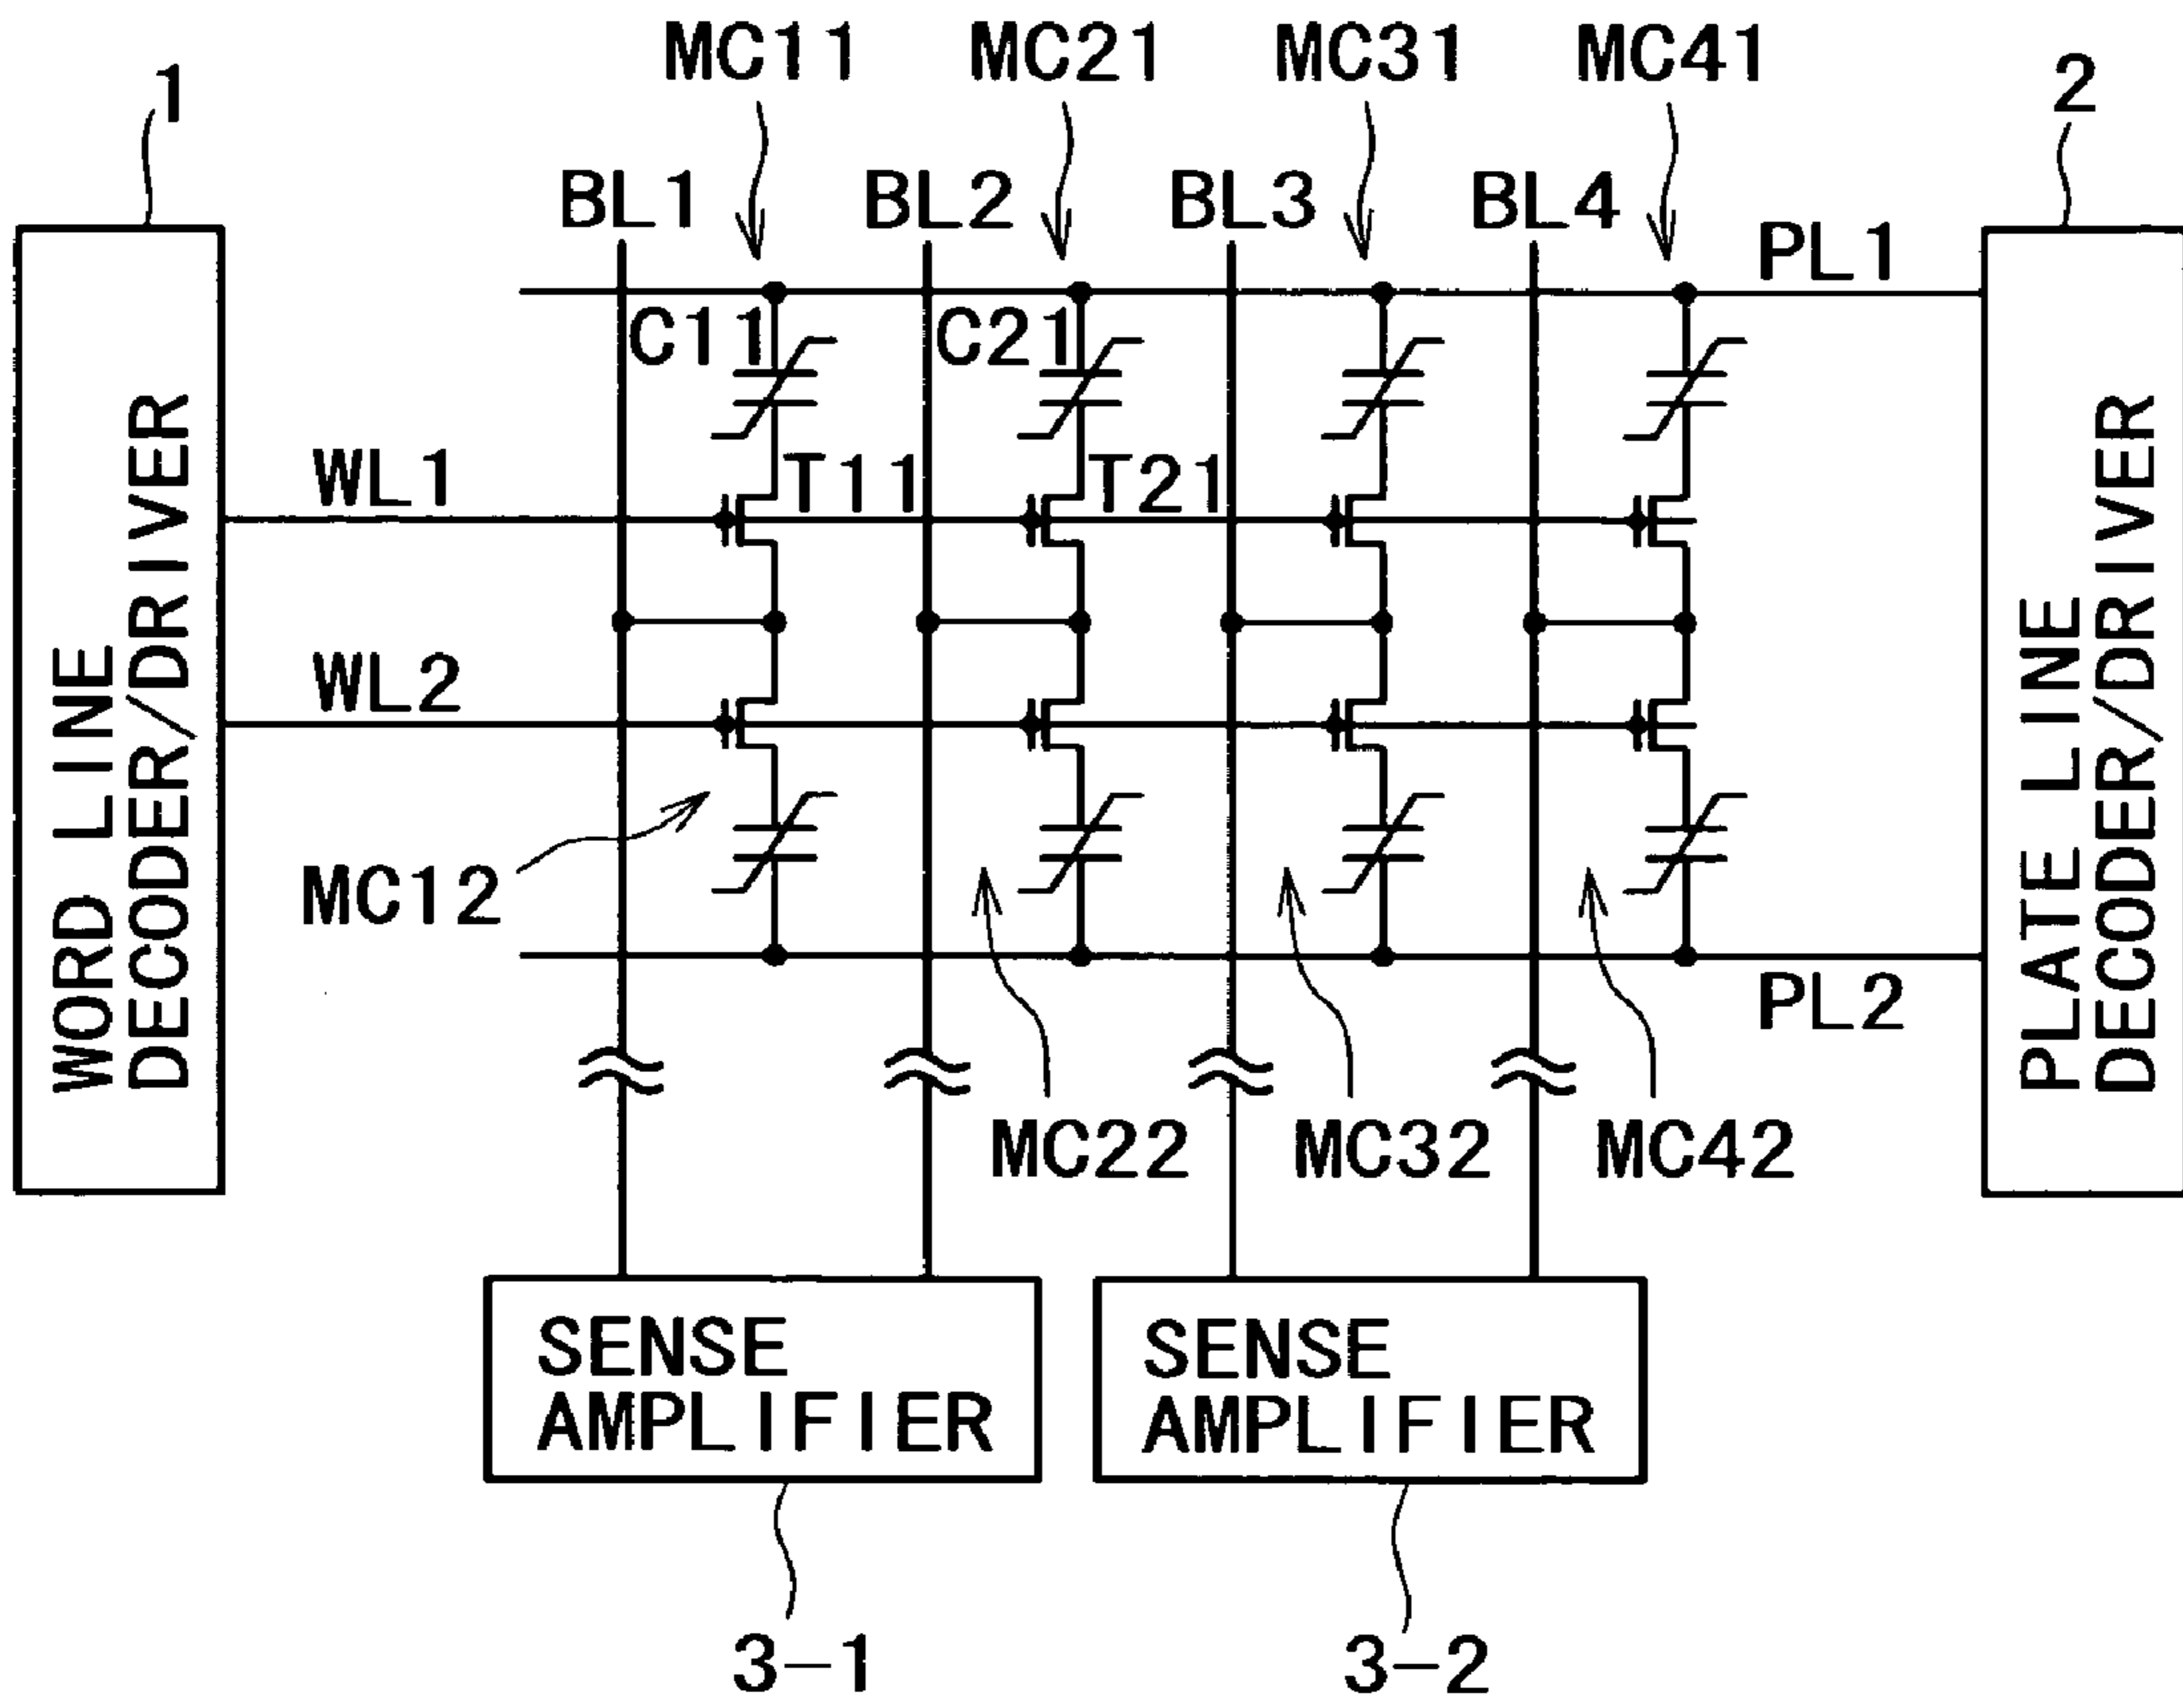 MC11 MC21 MC31 MC41
1 2
BL1 BL2 BL3 BL4
PL1
C11 C21
WL1 T11 T21
WL2
MC12
PL2
MC22 MC32 MC42
WORD LINE
DECODER/DRIVER
PLATE LINE
DECODER/DRIVER
SENSE
AMPLIFIER
SENSE
AMPLIFIER
3-1 3-2